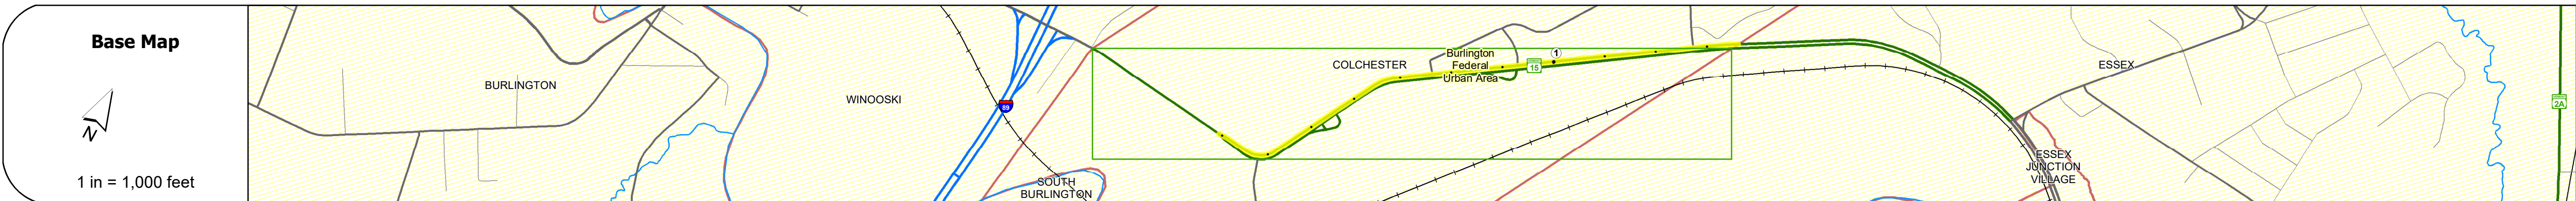 Base Map
N
1 in = 1,000 feet
BURLINGTON
WINOOSKI
89
SOUTH
BURLINGTON
COLCHESTER
Burlington
Federal
Urban Area
15
1
ESSEX
ESSEX
JUNCTION
VILLAGE
2A